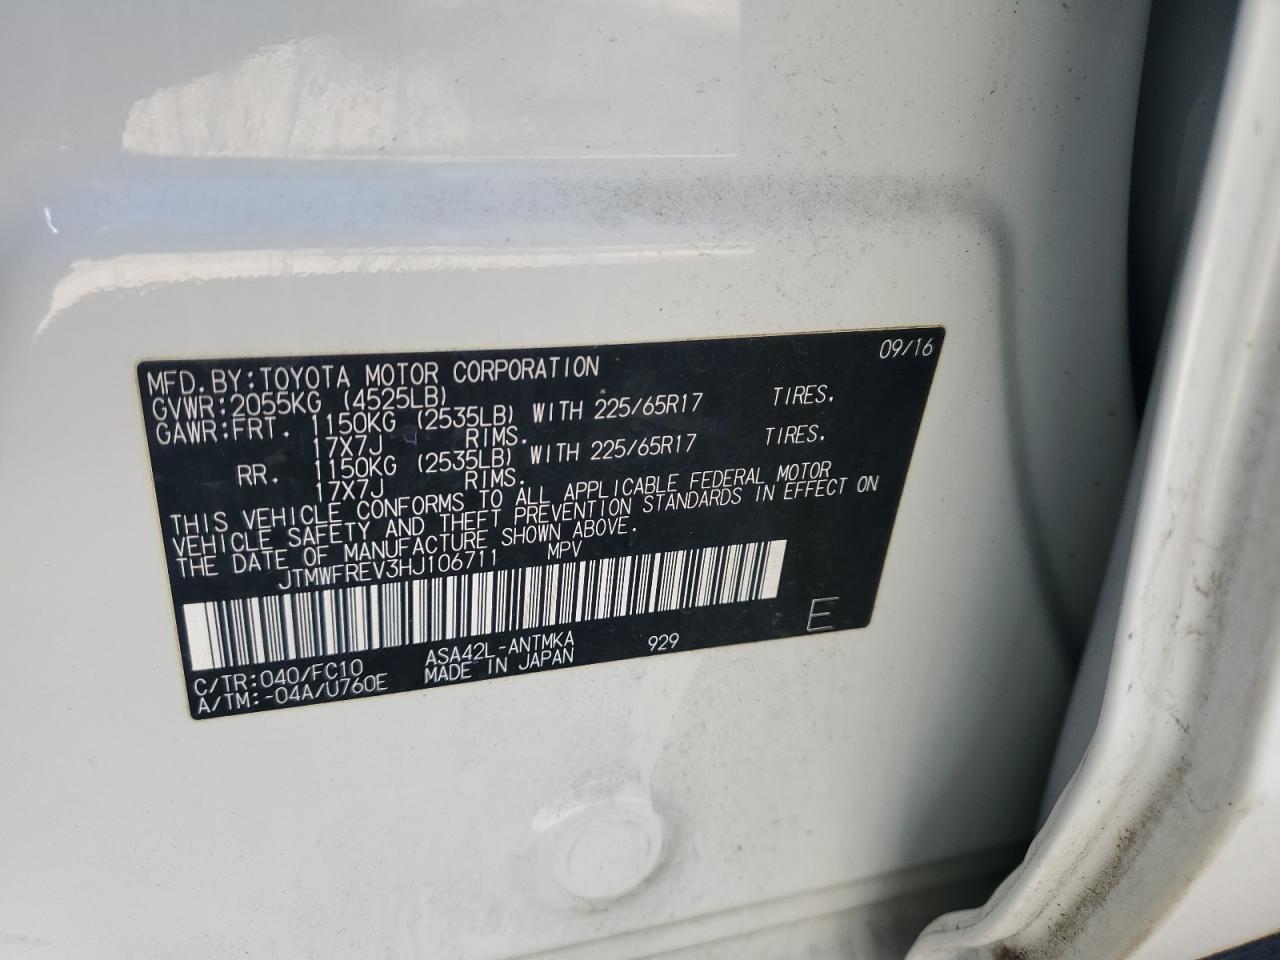 09/16
MFD.BY:TOYOTA MOTOR CORPORATION
GVWR:2055KG (4525LB)
GAWR:FRT. 1150KG (2535LB) WITH 225/65R17 TIRES.
17X7J RIMS.
RR. 1150KG (2535LB) WITH 225/65R17 TIRES.
17X7J RIMS.
THIS VEHICLE CONFORMS TO ALL APPLICABLE FEDERAL MOTOR
VEHICLE SAFETY AND THEFT PREVENTION STANDARDS IN EFFECT ON
THE DATE OF MANUFACTURE SHOWN ABOVE.
JTMWFREV3HJ106711 MPV
E
C/TR:040/FC10 ASA42L-ANTMKA 929
A/TM:-04A/U760E MADE IN JAPAN